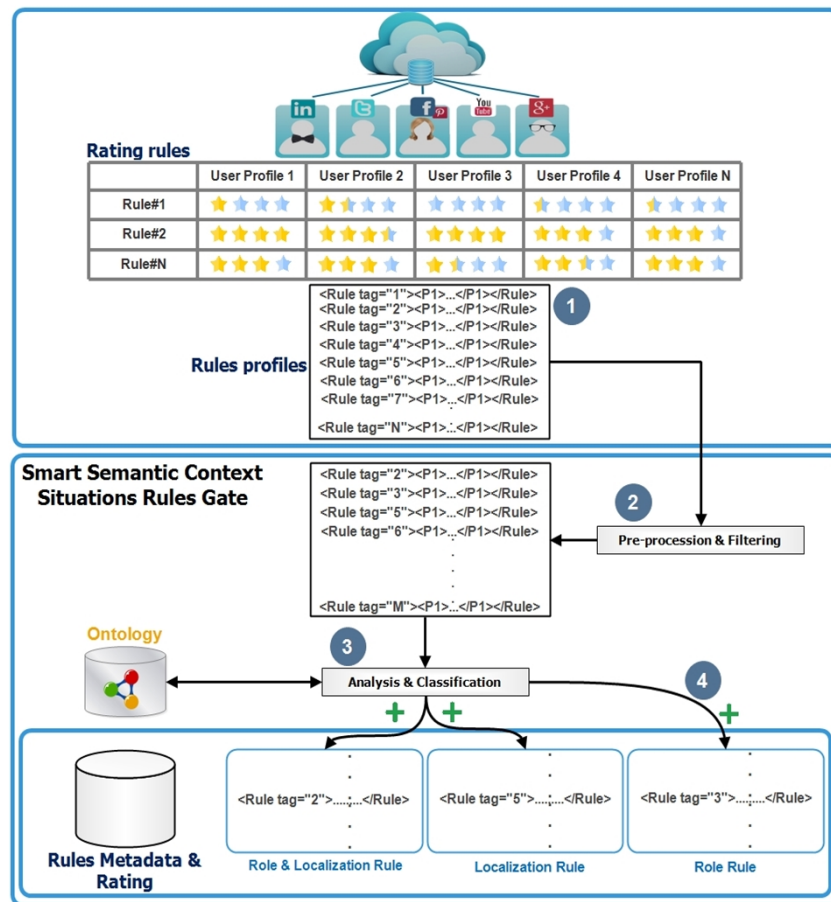 in
f
You
Tube
g+
Rating rules
User Profile 1 User Profile 2 User Profile 3 User Profile 4 User Profile N
Rule#1
Rule#2
Rule#N
<Rule tag="1"><P1>...</P1></Rule>
<Rule tag="2"><P1>...</P1></Rule>
<Rule tag="3"><P1>...</P1></Rule>
<Rule tag="4"><P1>...</P1></Rule>
<Rule tag="5"><P1>...</P1></Rule>
<Rule tag="6"><P1>...</P1></Rule>
<Rule tag="7"><P1>...</P1></Rule>
<Rule tag="N"><P1>...</P1></Rule>
1
Rules profiles
Smart Semantic Context
Situations Rules Gate
<Rule tag="2"><P1>...</P1></Rule>
<Rule tag="3"><P1>...</P1></Rule>
<Rule tag="5"><P1>...</P1></Rule>
<Rule tag="6"><P1>...</P1></Rule>
<Rule tag="M"><P1>...</P1></Rule>
2
Pre-procession & Filtering
Ontology
3
Analysis & Classification
4
<Rule tag="2">.........</Rule>
<Rule tag="5">.........</Rule>
<Rule tag="3">.........</Rule>
Rules Metadata &
Rating
Role & Localization Rule
Localization Rule
Role Rule